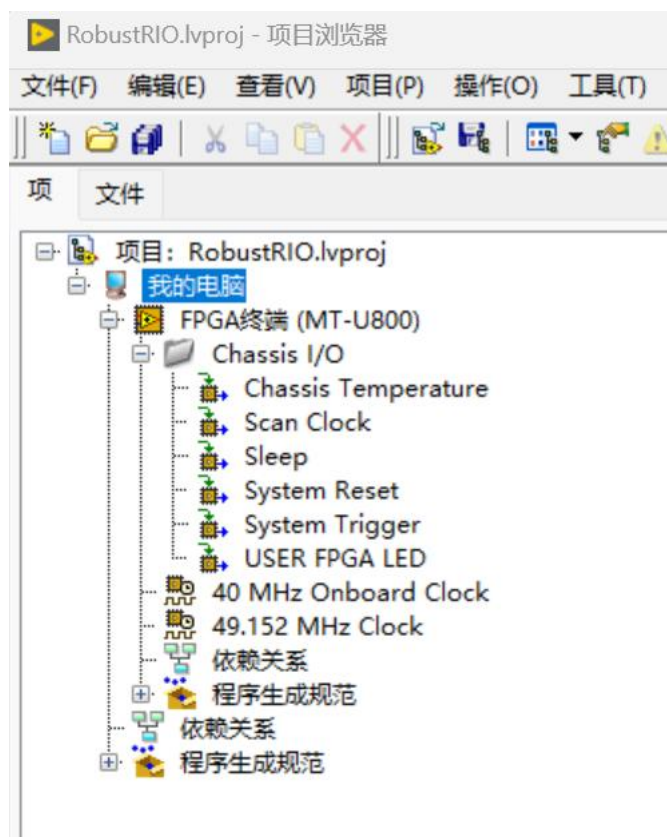 RobustRIO.lvproj - 项目浏览器
文件(F) 编辑(E) 查看(V) 项目(P) 操作(O) 工具(T)
项 文件
项目：RobustRIO.lvproj
我的电脑
FPGA终端 (MT-U800)
Chassis I/O
Chassis Temperature
Scan Clock
Sleep
System Reset
System Trigger
USER FPGA LED
40 MHz Onboard Clock
49.152 MHz Clock
依赖关系
程序生成规范
依赖关系
程序生成规范